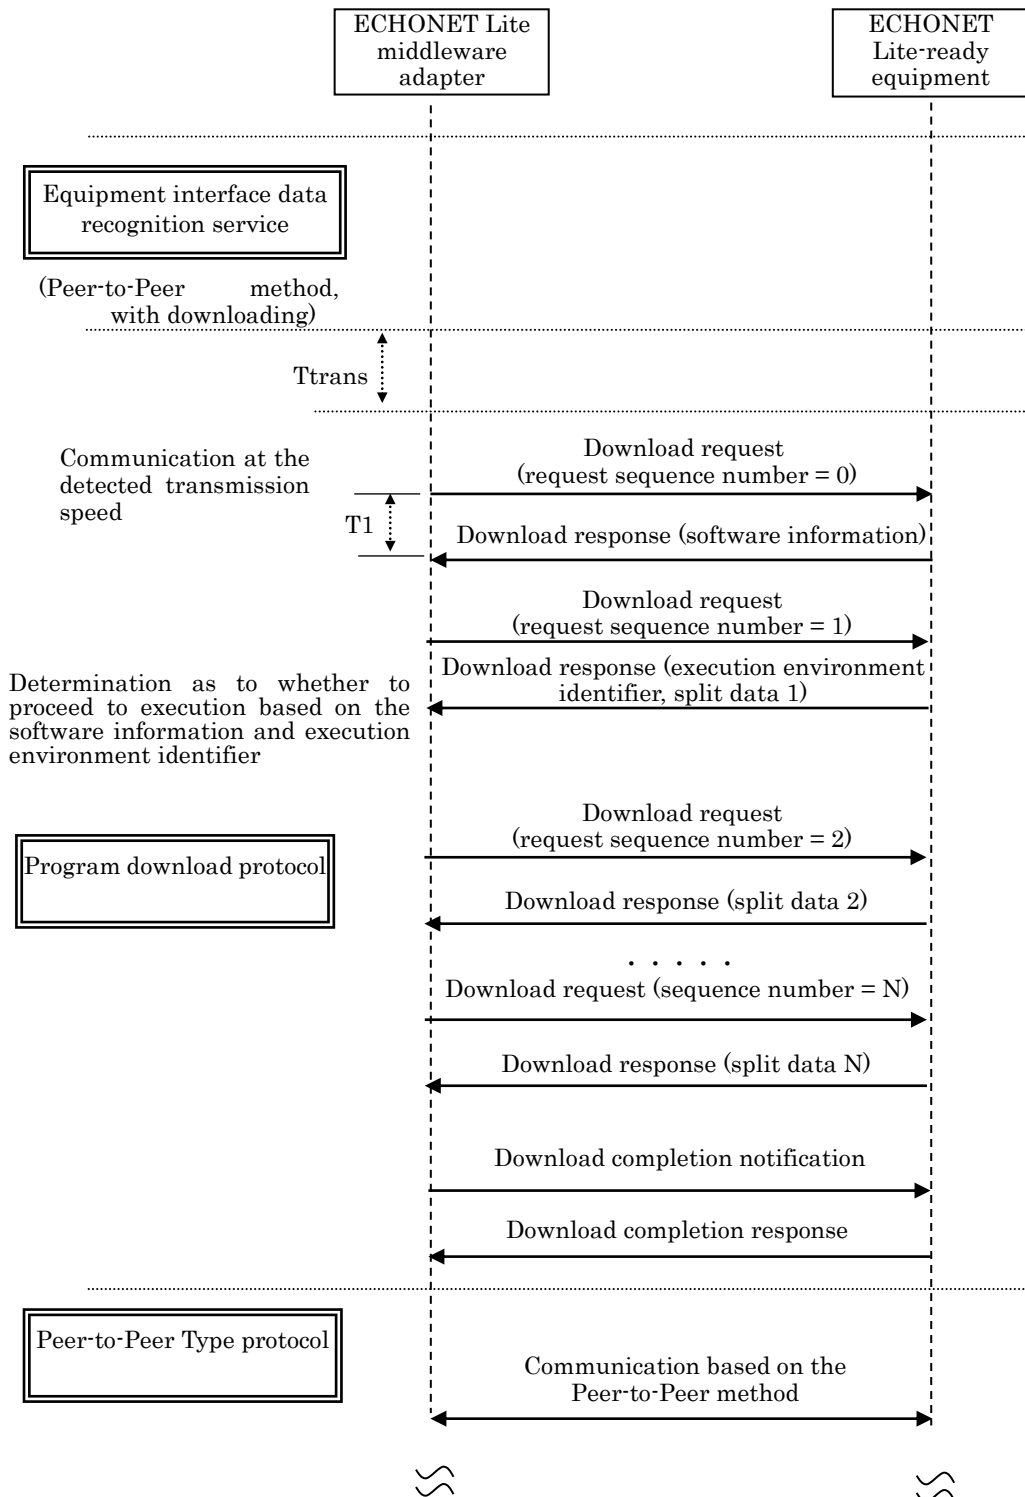 ECHONET Lite
middleware
adapter
ECHONET
Lite-ready
equipment
Equipment interface data
recognition service
(Peer-to-Peer method,
with downloading)
Ttrans
Communication at the
detected transmission
speed
Download request
(request sequence number = 0)
T1
Download response (software information)
Download request
(request sequence number = 1)
Download response (execution environment
identifier, split data 1)
Determination as to whether to
proceed to execution based on the
software information and execution
environment identifier
Download request
(request sequence number = 2)
Program download protocol
Download response (split data 2)
. . . . .
Download request (sequence number = N)
Download response (split data N)
Download completion notification
Download completion response
Peer-to-Peer Type protocol
Communication based on the
Peer-to-Peer method